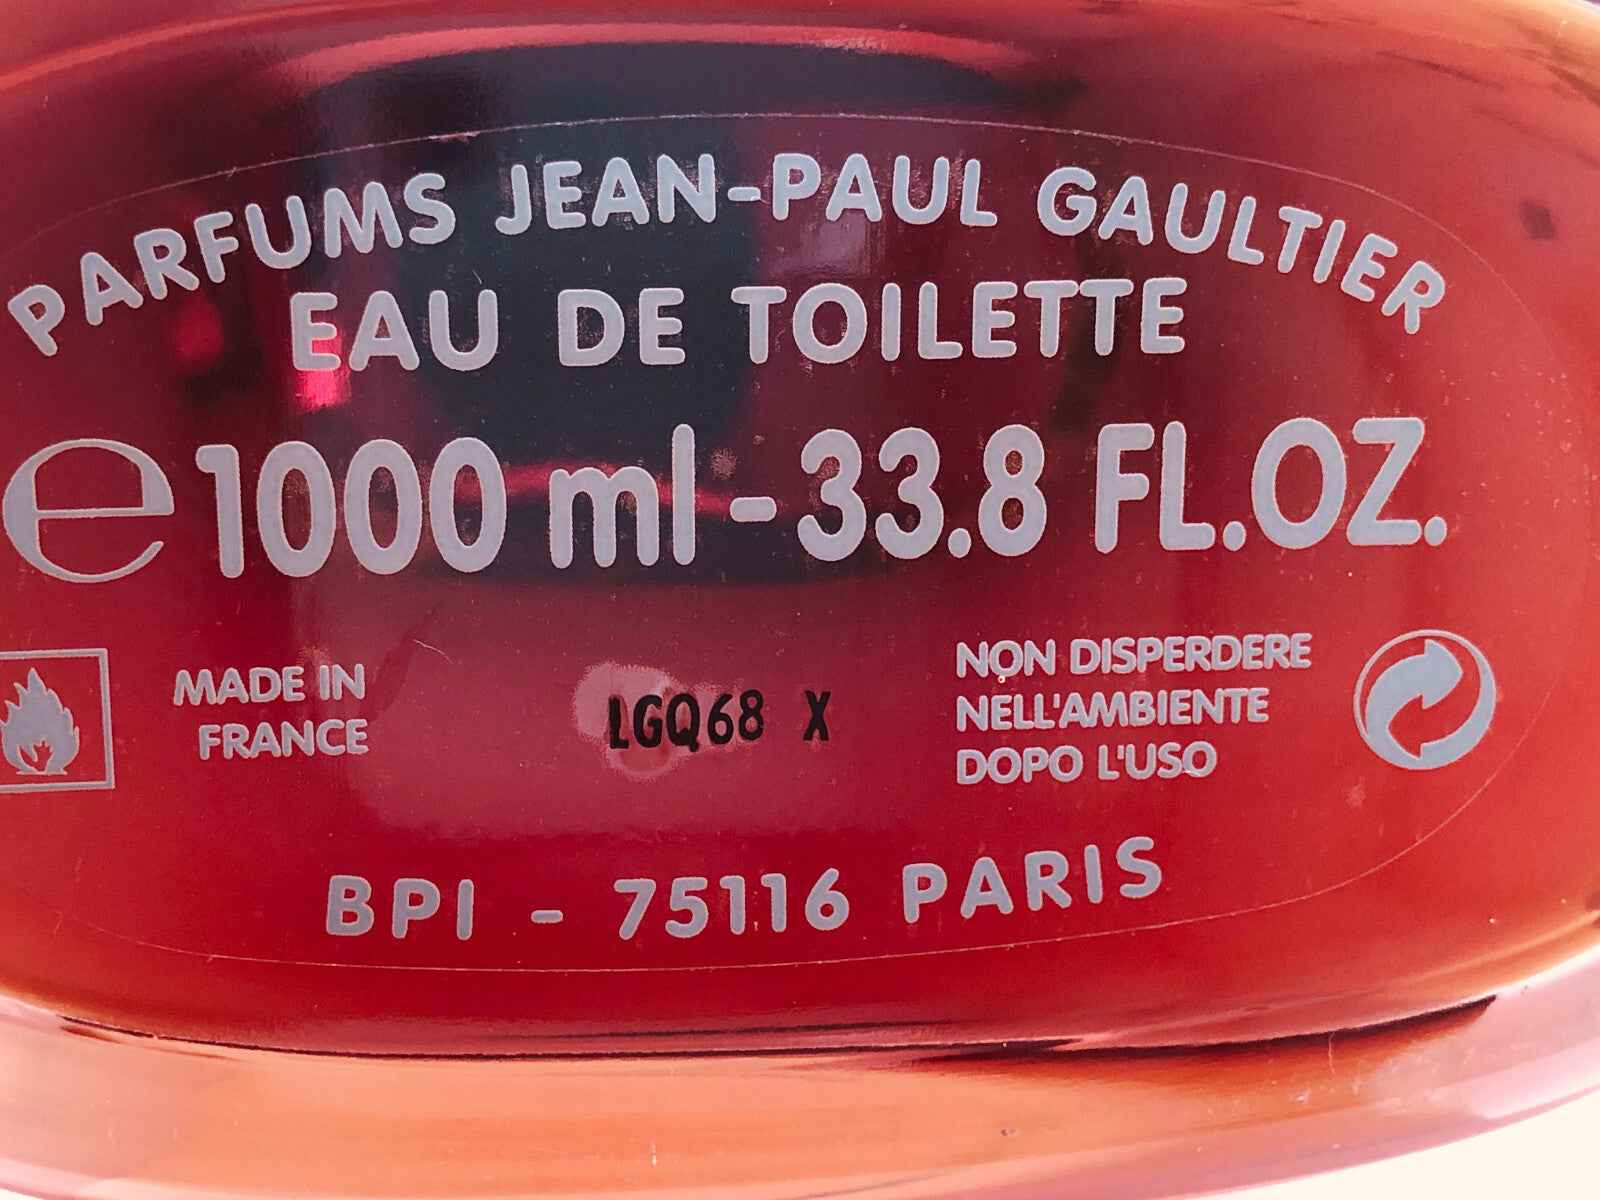 PARFUMS JEAN-PAUL GAULTIER
EAU DE TOILETTE
℮ 1000 ml - 33.8 FL.OZ.
MADE IN
FRANCE
LGQ68 X
NON DISPERDERE
NELL'AMBIENTE
DOPO L'USO
BPI - 75116 PARIS